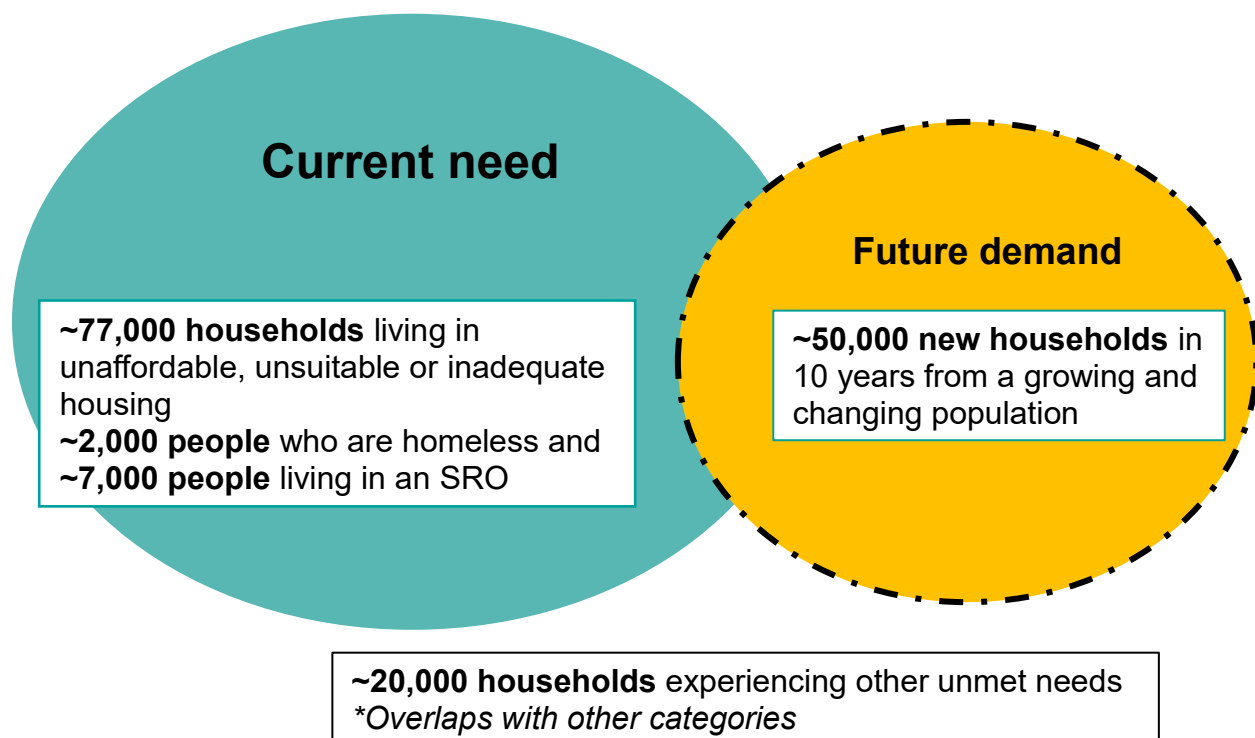 Current need
~77,000 households living in
unaffordable, unsuitable or inadequate
housing
~2,000 people who are homeless and
~7,000 people living in an SRO
Future demand
~50,000 new households in
10 years from a growing and
changing population
~20,000 households experiencing other unmet needs
*Overlaps with other categories